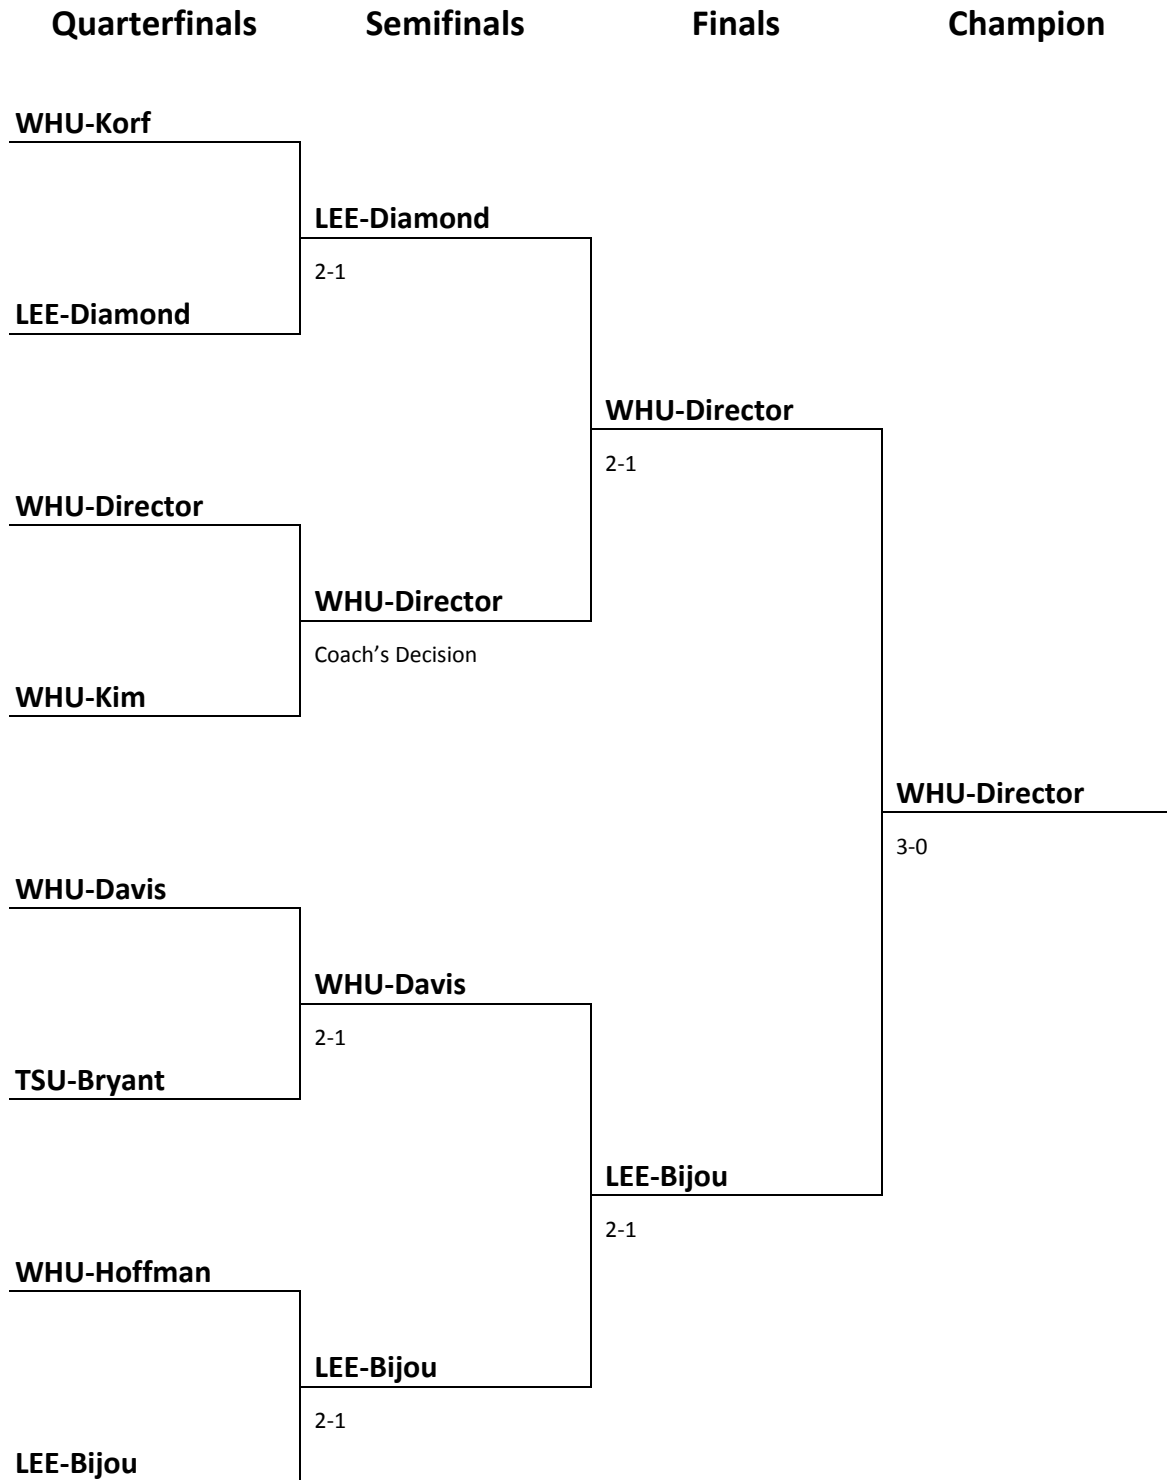 Quarterfinals Semifinals Finals Champion
WHU-Korf
LEE-Diamond
2-1
LEE-Diamond
WHU-Director
2-1
WHU-Director
WHU-Director
Coach’s Decision
WHU-Kim
WHU-Director
3-0
WHU-Davis
WHU-Davis
2-1
TSU-Bryant
LEE-Bijou
2-1
WHU-Hoffman
LEE-Bijou
2-1
LEE-Bijou